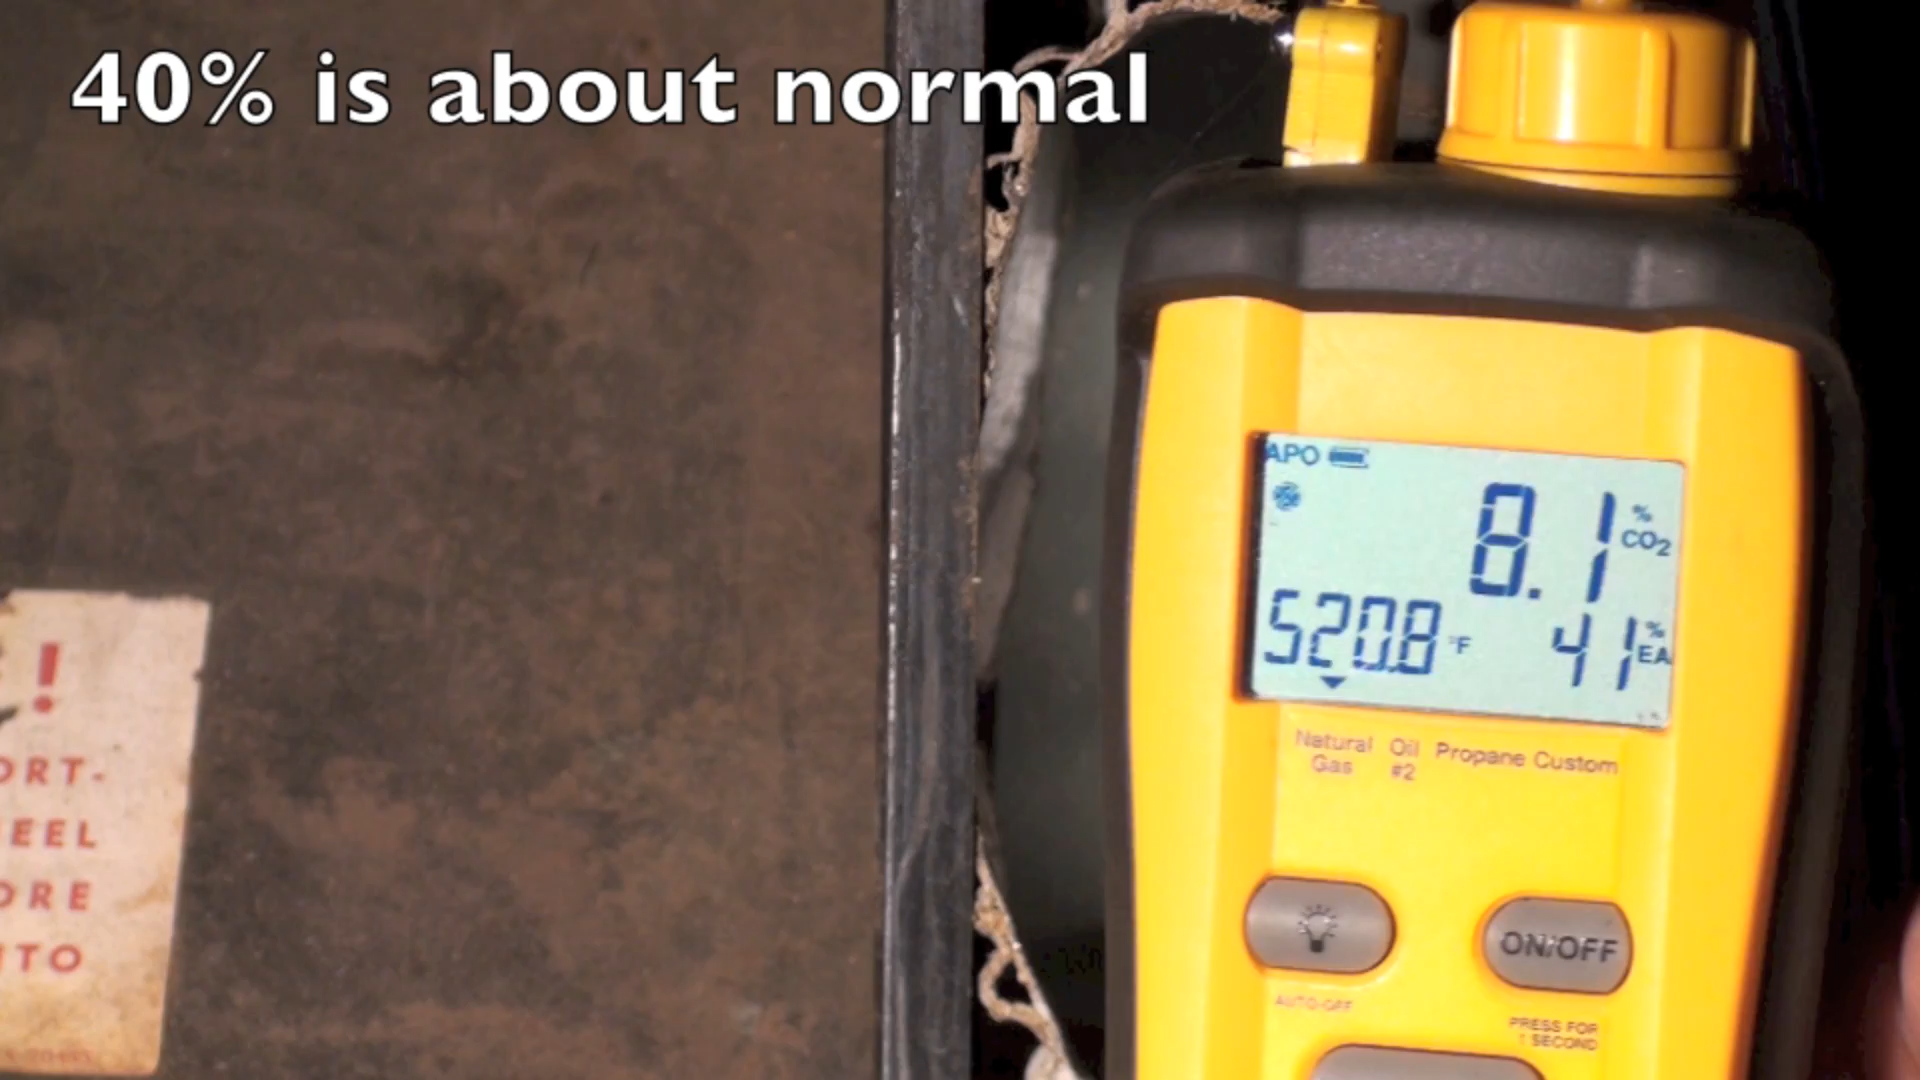 40% is about normal
APO
8.1 % CO2
520.8 °F 41 % EA
Natural Gas Oil #2 Propane Custom
ON/OFF
AUTO-OFF
PRESS FOR
1 SECOND
!
ORT-
EEL
ORE
TO